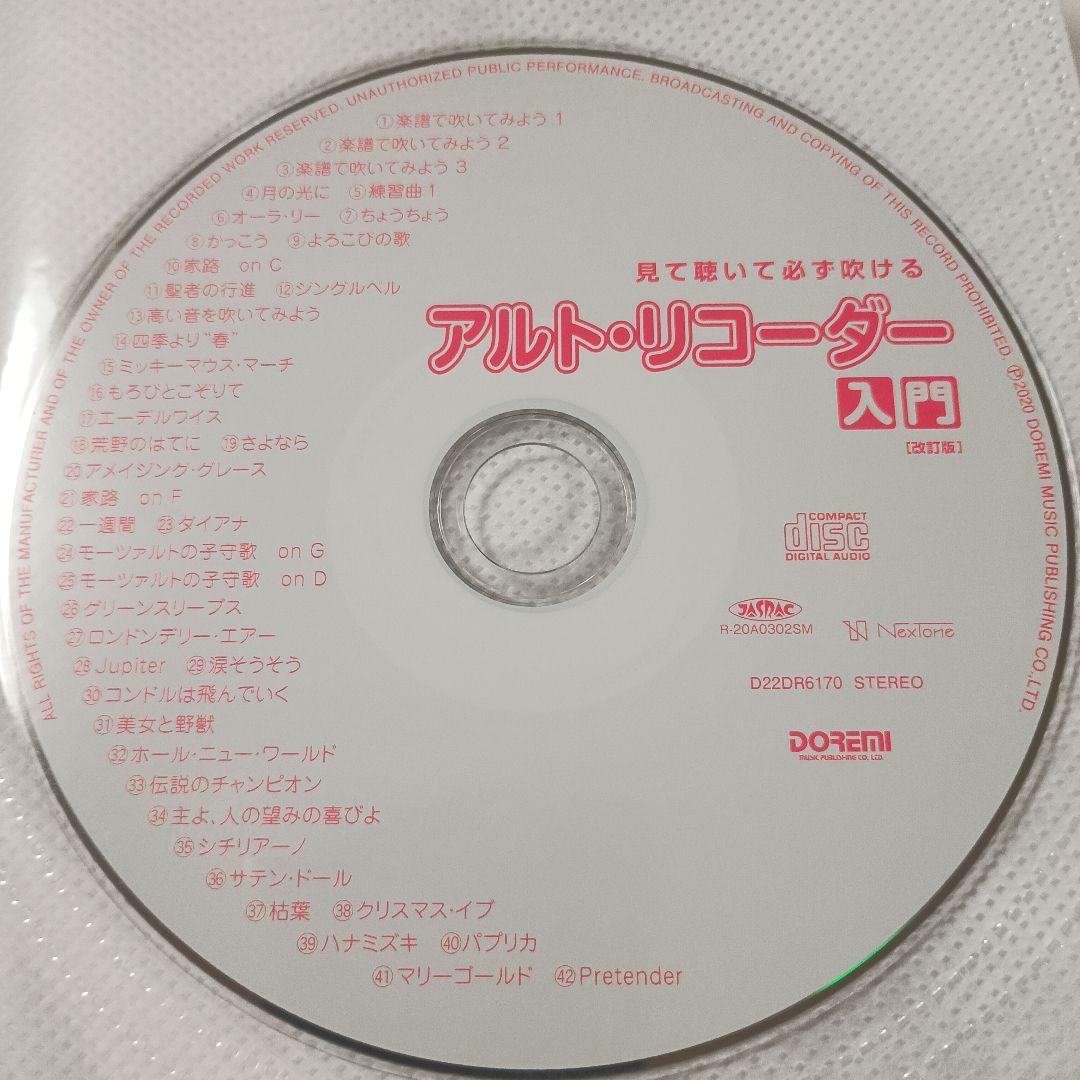 ALL RIGHTS OF THE MANUFACTURER AND OF THE OWNER OF THE RECORDED WORK RESERVED. UNAUTHORIZED PUBLIC PERFORMANCE. BROADCASTING AND COPYING OF THIS RECORD PROHIBITED. Ⓟ2020 DOREMI MUSIC PUBLISHING CO.,LTD.
①楽譜で吹いてみよう 1
②楽譜で吹いてみよう 2
③楽譜で吹いてみよう 3
④月の光に ⑤練習曲 1
⑥オーラ・リー ⑦ちょうちょう
⑧かっこう ⑨よろこびの歌
⑩家路 on C
⑪聖者の行進 ⑫ジングルベル
⑬高い音を吹いてみよう
⑭四季より“春”
⑮ミッキーマウス・マーチ
⑯もろびとこぞりて
⑰エーデルワイス
⑱荒野のはてに ⑲さよなら
⑳アメイジング・グレース
㉑家路 on F
㉒一週間 ㉓ダイアナ
㉔モーツァルトの子守歌 on G
㉕モーツァルトの子守歌 on D
㉖グリーンスリーブス
㉗ロンドンデリー・エアー
㉘Jupiter ㉙涙そうそう
㉚コンドルは飛んでいく
㉛美女と野獣
㉜ホール・ニュー・ワールド
㉝伝説のチャンピオン
㉞主よ、人の望みの喜びよ
㉟シチリアーノ
㊱サテン・ドール
㊲枯葉 ㊳クリスマス・イブ
㊴ハナミズキ ㊵パプリカ
㊶マリーゴールド ㊷Pretender
見て聴いて必ず吹ける
アルト・リコーダー
入門
[改訂版]
COMPACT
disc
DIGITAL AUDIO
JASRAC
R-20A0302SM
NexTone
D22DR6170 STEREO
DOREMI
MUSIC PUBLISHING CO., LTD.